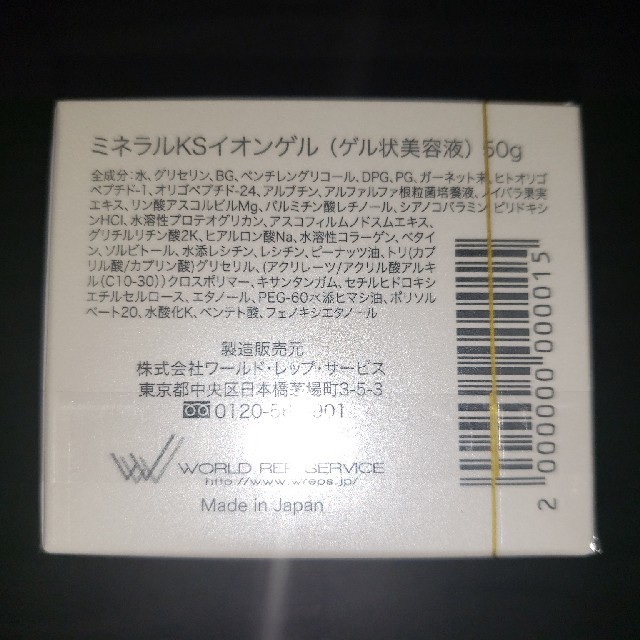 ミネラルKSイオンゲル（ゲル状美容液）50g
全成分:水、グリセリン、BG、ペンチレングリコール、DPG、PG、ガーネット末、ヒトオリゴ
ペプチド-1、オリゴペプチド-24、アルブチン、アルファルファ根粒菌培養液、ノイバラ果実
エキス、リン酸アスコルビルMg、パルミチン酸レチノール、シアノコバラミン、ピリドキシ
ンHCl、水溶性プロテオグリカン、アスコフィルムノドスムエキス、
グリチルリチン酸2K、ヒアルロン酸Na、水溶性コラーゲン、ベタイ
ン、ソルビトール、水添レシチン、レシチン、ピーナッツ油、トリ(カプ
リル酸/カプリン酸)グリセリル、(アクリレーツ/アクリル酸アルキ
ル(C10-30))クロスポリマー、キサンタンガム、セチルヒドロキシ
エチルセルロース、エタノール、PEG-60水添ヒマシ油、ポリソル
ベート20、水酸化K、ペンテト酸、フェノキシエタノール
製造販売元
株式会社ワールド・レップ・サービス
東京都中央区日本橋茅場町3-5-3
0120-5 901
WORLD REP SERVICE
http://www.wreps.jp/
Made in Japan
2 000000 000015